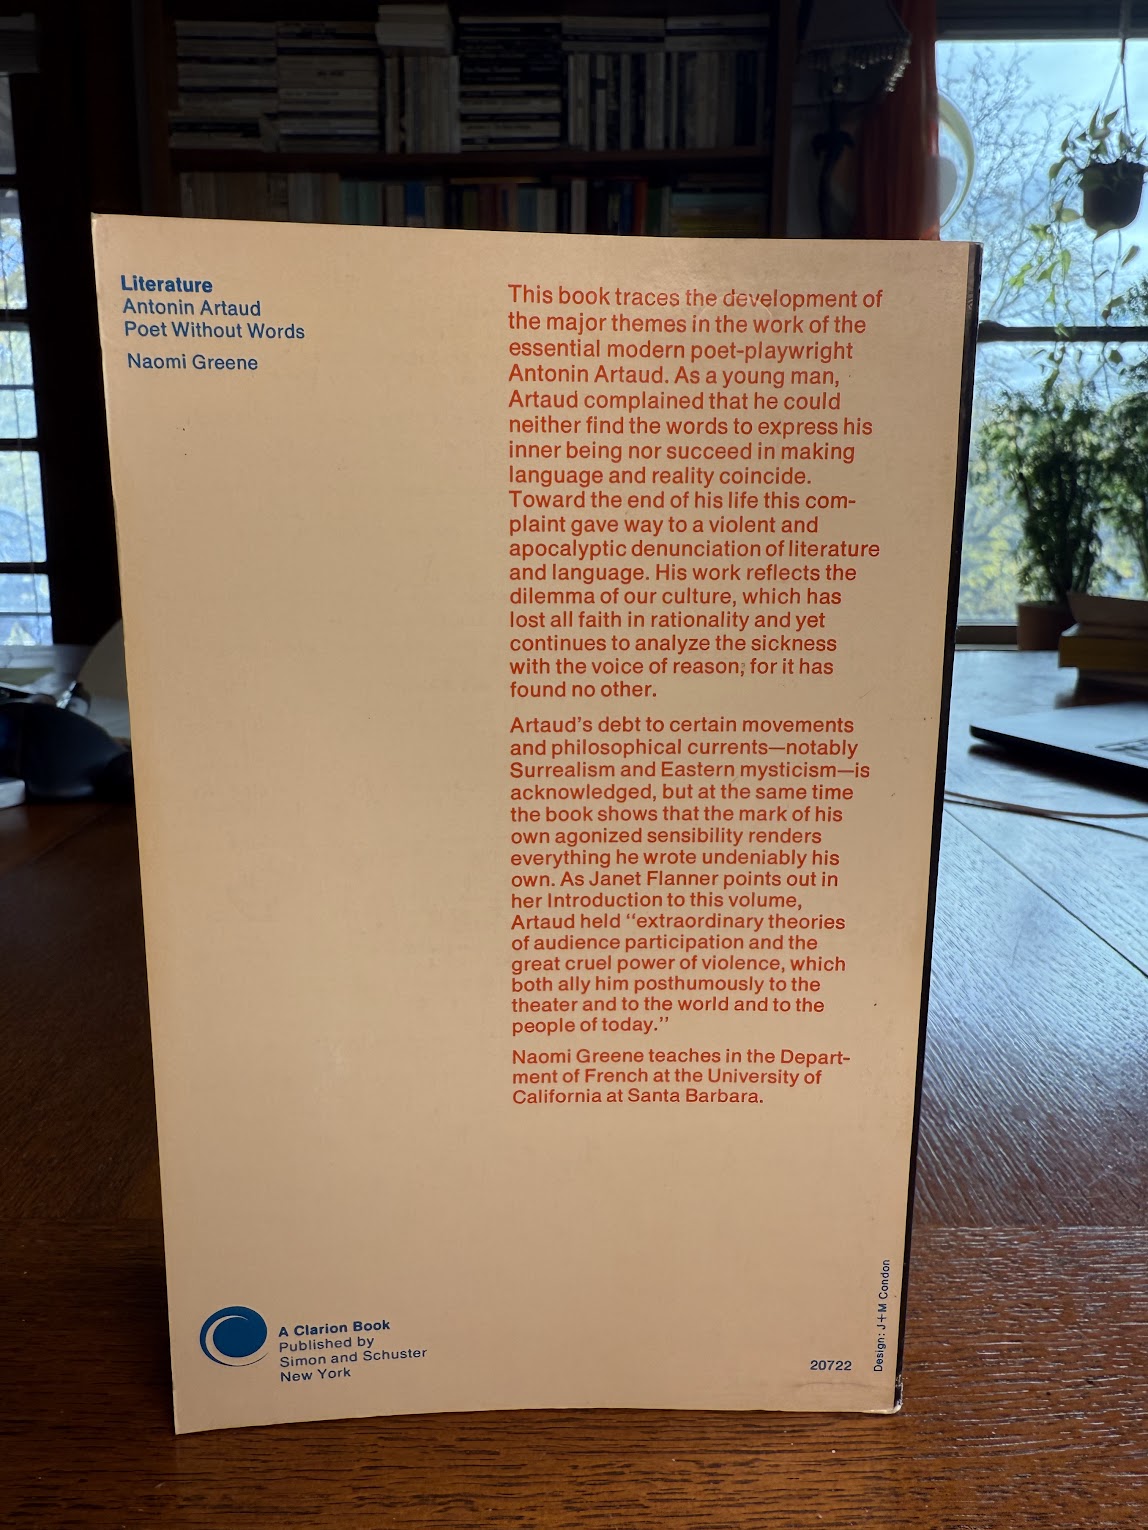 Literature
Antonin Artaud
Poet Without Words
Naomi Greene
This book traces the development of
the major themes in the work of the
essential modern poet-playwright
Antonin Artaud. As a young man,
Artaud complained that he could
neither find the words to express his
inner being nor succeed in making
language and reality coincide.
Toward the end of his life this com-
plaint gave way to a violent and
apocalyptic denunciation of literature
and language. His work reflects the
dilemma of our culture, which has
lost all faith in rationality and yet
continues to analyze the sickness
with the voice of reason, for it has
found no other.
Artaud's debt to certain movements
and philosophical currents—notably
Surrealism and Eastern mysticism—is
acknowledged, but at the same time
the book shows that the mark of his
own agonized sensibility renders
everything he wrote undeniably his
own. As Janet Flanner points out in
her Introduction to this volume,
Artaud held "extraordinary theories
of audience participation and the
great cruel power of violence, which
both ally him posthumously to the
theater and to the world and to the
people of today."
Naomi Greene teaches in the Depart-
ment of French at the University of
California at Santa Barbara.
A Clarion Book
Published by
Simon and Schuster
New York
20722
Design: J+M Condon